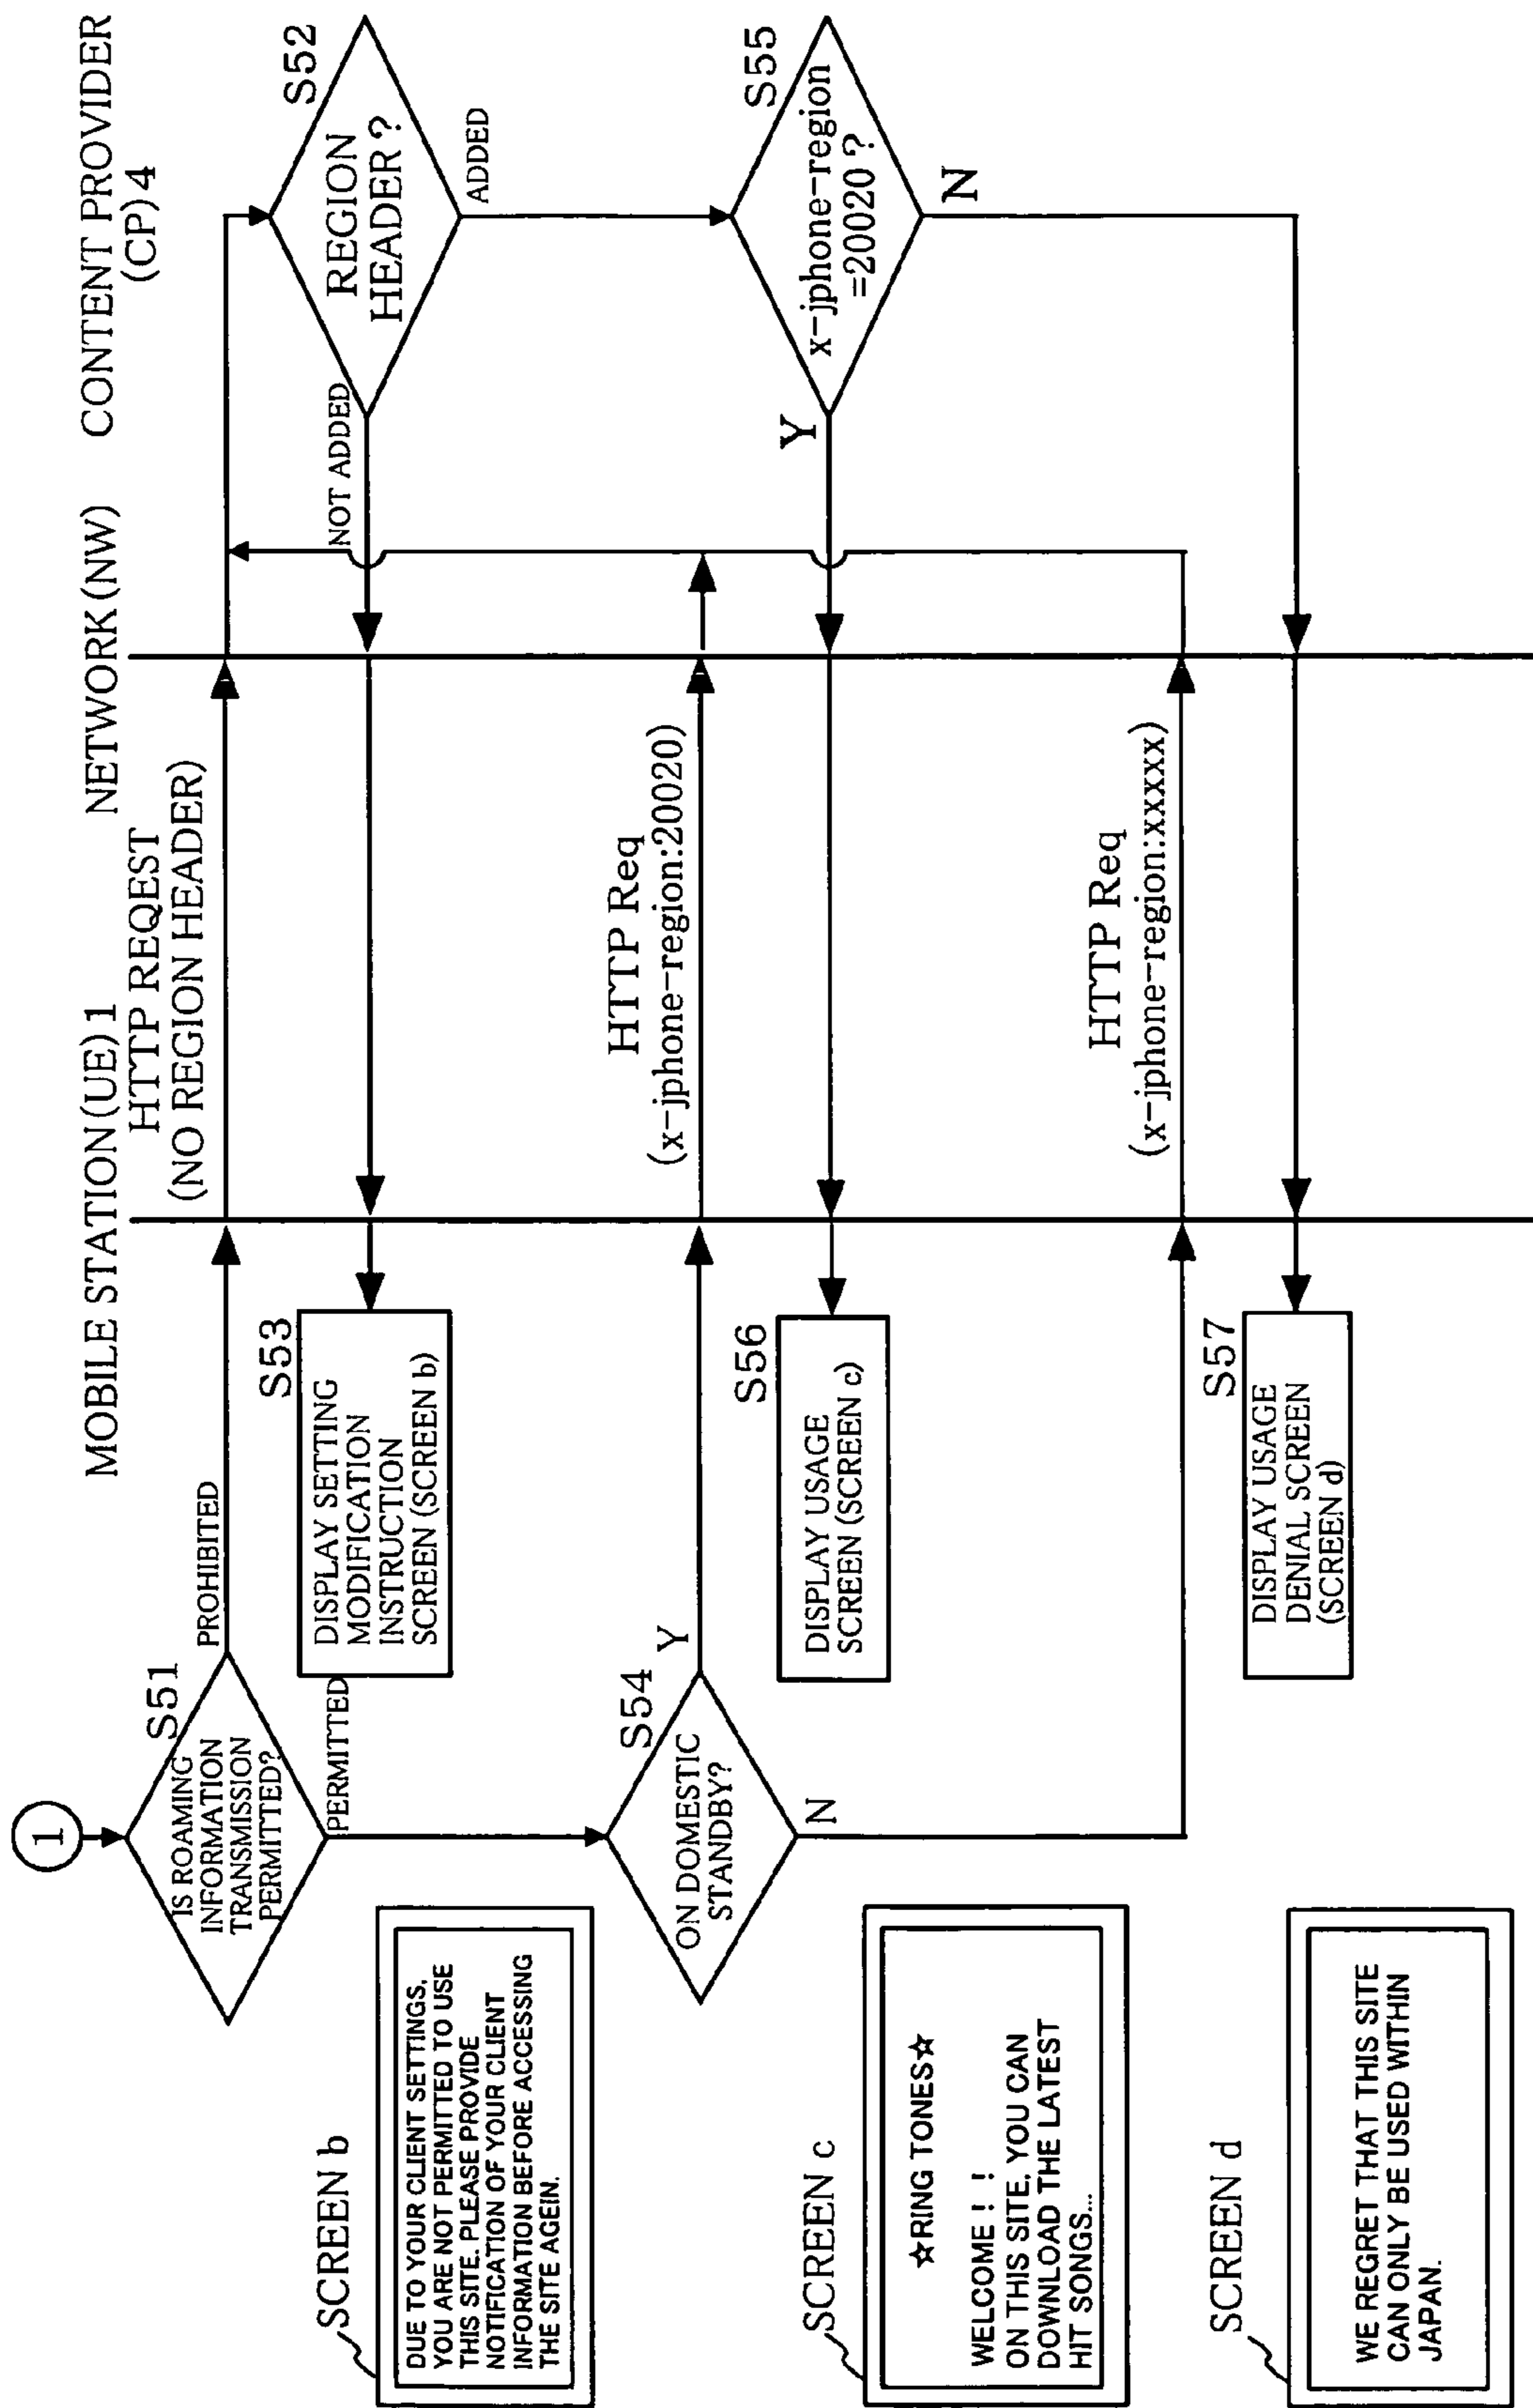 MOBILE STATION(UE)1
NETWORK(NW)
CONTENT PROVIDER
(CP)4
1
IS ROAMING
INFORMATION
TRANSMISSION
PERMITTED?
S51
PROHIBITED
PERMITTED
HTTP REQEST
(NO REGION HEADER)
REGION
HEADER?
S52
NOT ADDED
ADDED
S53
DISPLAY SETTING
MODIFICATION
INSTRUCTION
SCREEN (SCREEN b)
SCREEN b
DUE TO YOUR CLIENT SETTINGS,
YOU ARE NOT PERMITTED TO USE
THIS SITE. PLEASE PROVIDE
NOTIFICATION OF YOUR CLIENT
INFORMATION BEFORE ACCESSING
THE SITE AGEIN.
ON DOMESTIC
STANDBY?
S54
Y
N
HTTP Req
(x-jphone-region:20020)
x-jphone-region
=20020?
S55
Y
N
S56
DISPLAY USAGE
SCREEN (SCREEN c)
SCREEN c
☆RING TONES☆
WELCOME ! !
ON THIS SITE, YOU CAN
DOWNLOAD THE LATEST
HIT SONGS...
HTTP Req
(x-jphone-region:xxxxx)
S57
DISPLAY USAGE
DENIAL SCREEN
(SCREEN d)
SCREEN d
WE REGRET THAT THIS SITE
CAN ONLY BE USED WITHIN
JAPAN.